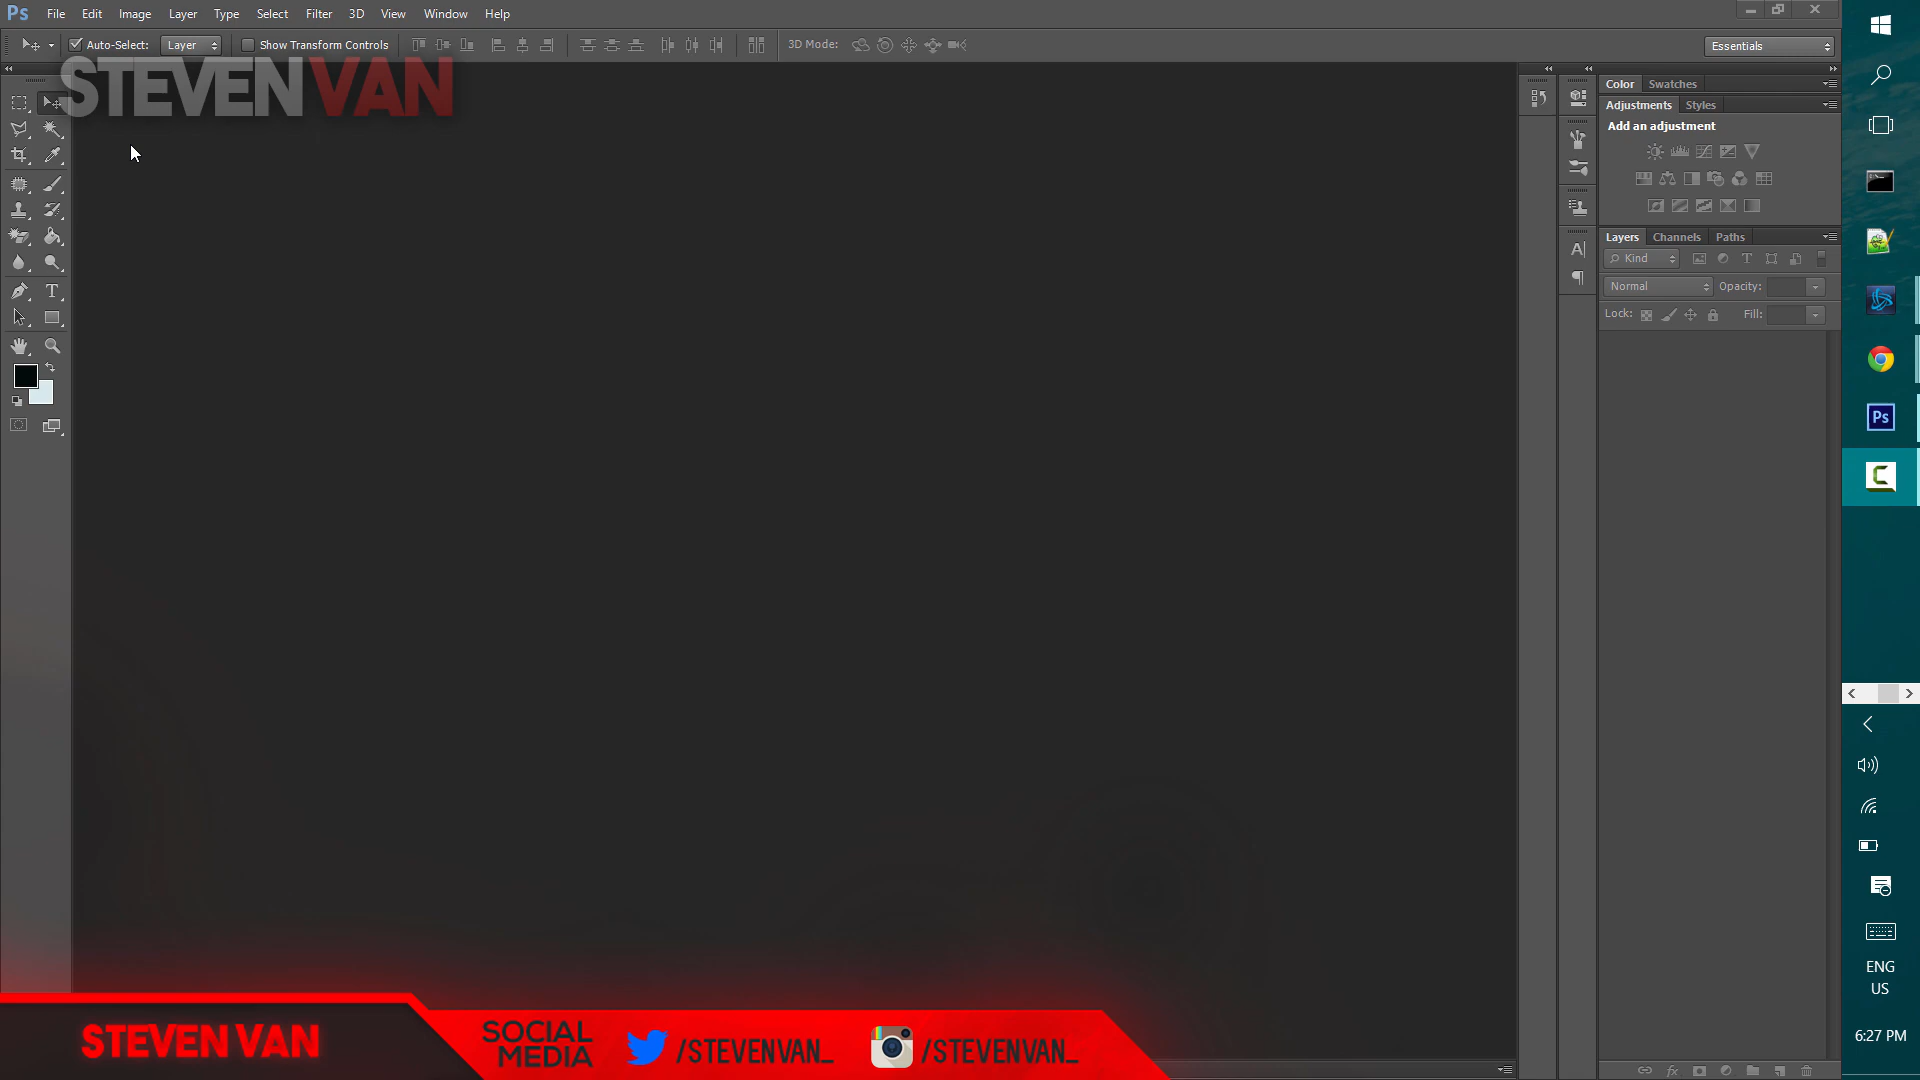 Ps File Edit Image Layer Type Select Filter 3D View Window Help
Auto-Select: Layer Show Transform Controls 3D Mode: Essentials
STEVENVAN
Color Swatches
Adjustments Styles
Add an adjustment
Layers Channels Paths
Kind
Normal Opacity:
Lock: Fill:
Ps
ENG
US
6:27 PM
STEVEN VAN
SOCIAL
MEDIA
/STEVENVAN_
/STEVENVAN_